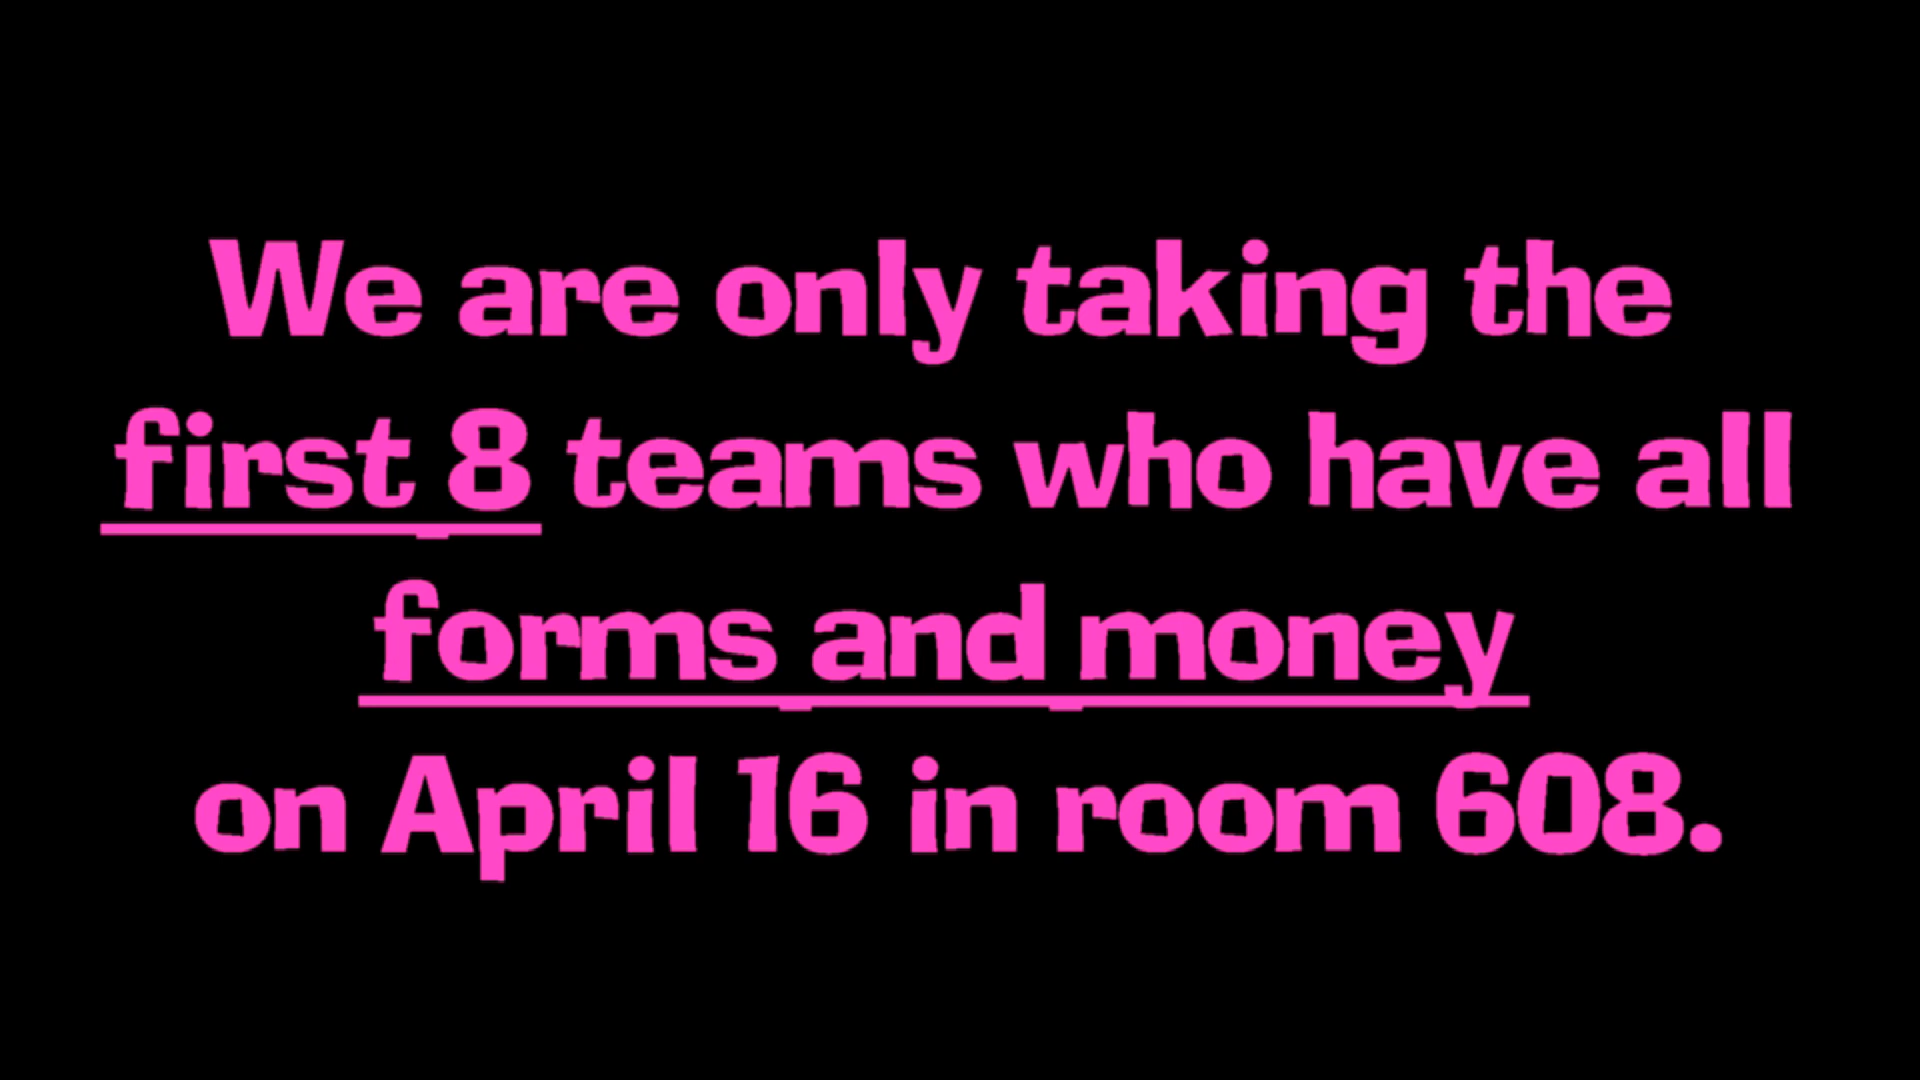 We are only taking the
first 8 teams who have all
forms and money
on April 16 in room 608.